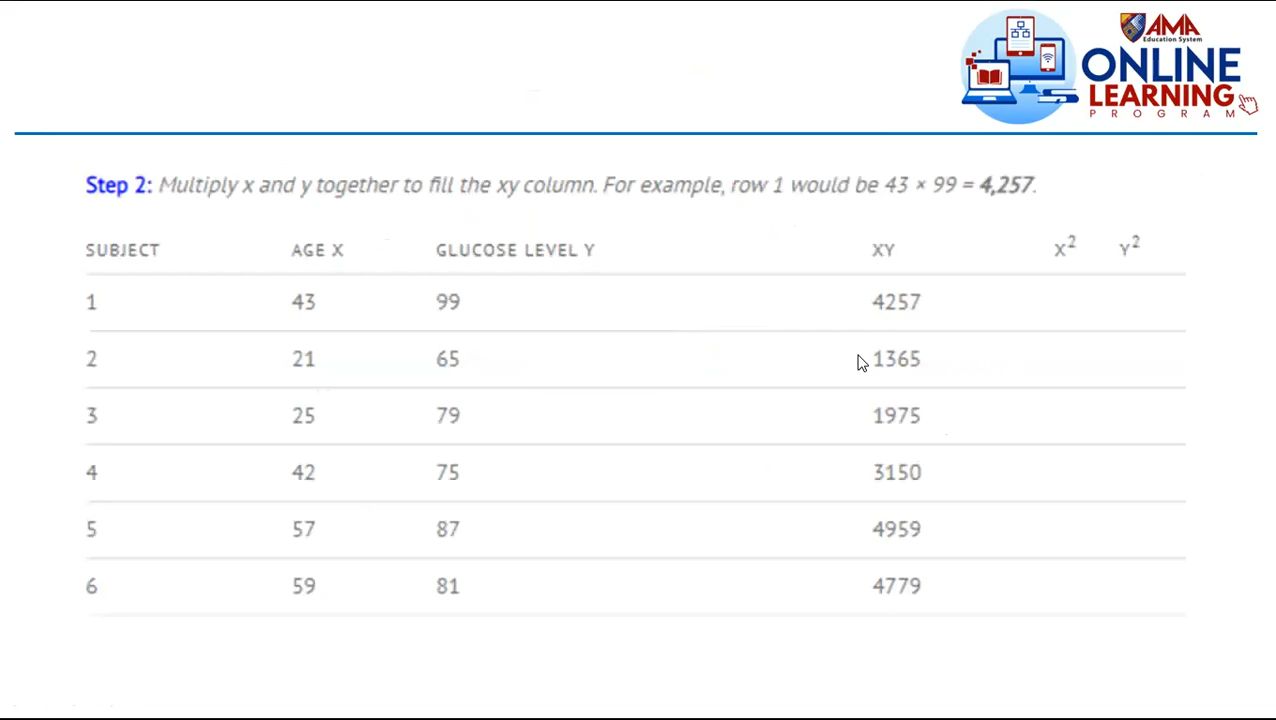 AMA
Education System
ONLINE
LEARNING
PROGRAM
Step 2: Multiply x and y together to fill the xy column. For example, row 1 would be 43 × 99 = 4,257.
SUBJECT AGE X GLUCOSE LEVEL Y XY X² Y²
1 43 99 4257
2 21 65 1365
3 25 79 1975
4 42 75 3150
5 57 87 4959
6 59 81 4779